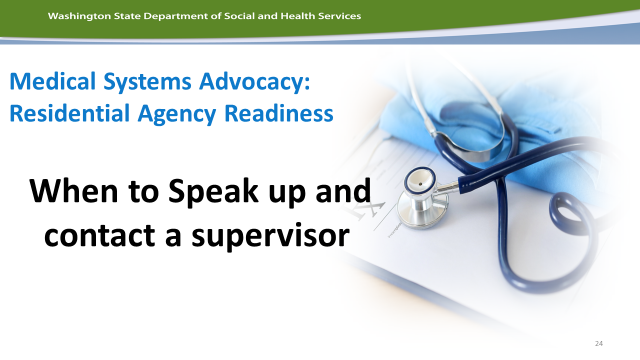 Washington State Department of Social and Health Services
Medical Systems Advocacy:
Residential Agency Readiness
When to Speak up and
contact a supervisor
24